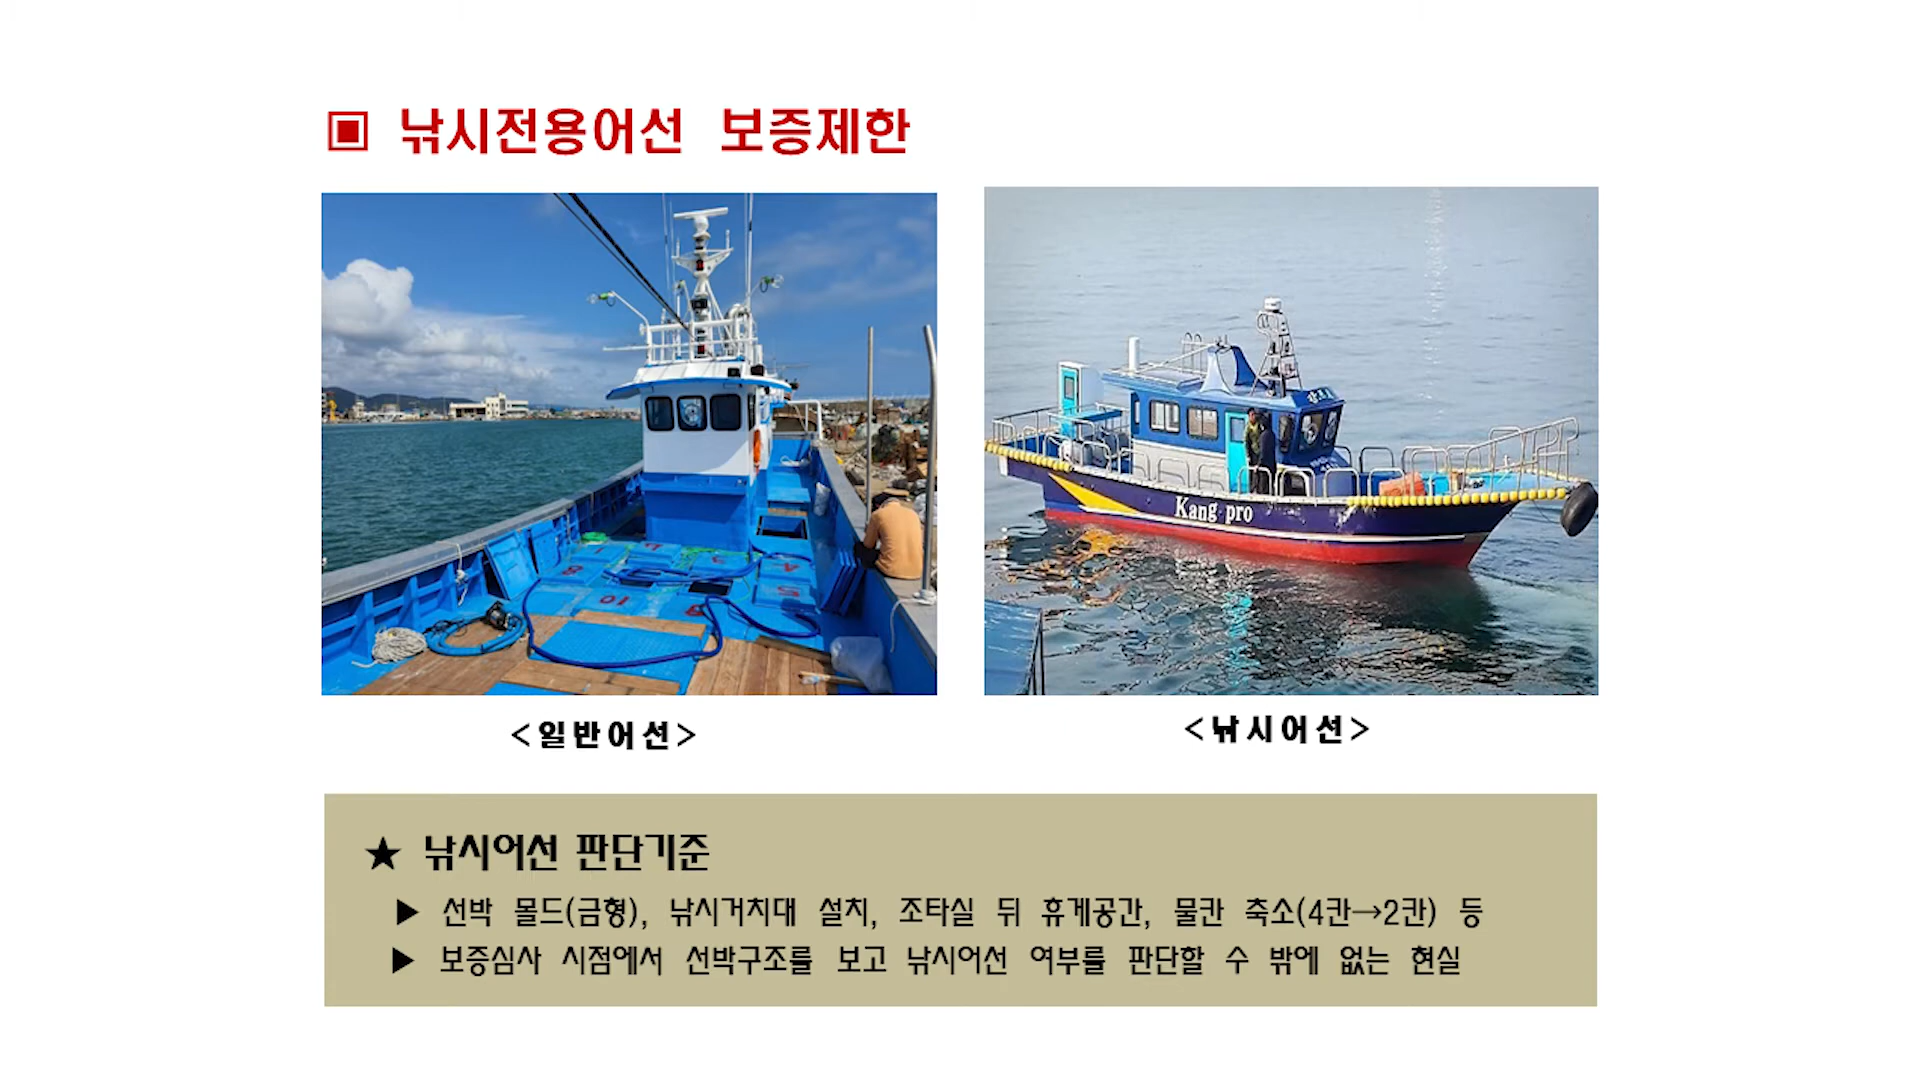 ▣ 낚시전용어선 보증제한
Kang pro
<일반어선>
<낚시어선>
★ 낚시어선 판단기준
▶ 선박 몰드(금형), 낚시거치대 설치, 조타실 뒤 휴게공간, 물칸 축소(4칸→2칸) 등
▶ 보증심사 시점에서 선박구조를 보고 낚시어선 여부를 판단할 수 밖에 없는 현실